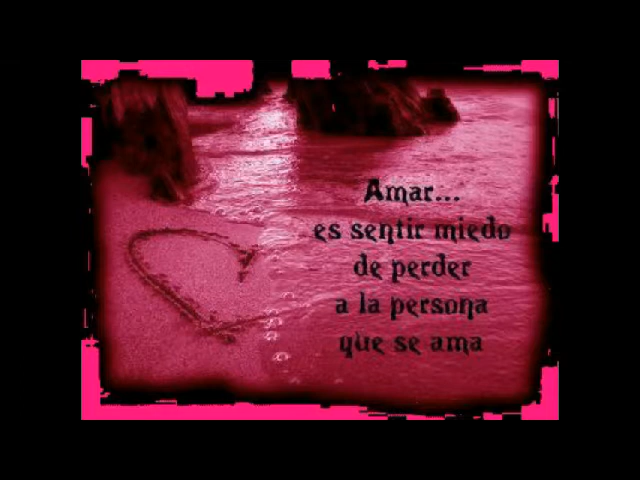 Amar...
es sentir miedo
de perder
a la persona
que se ama